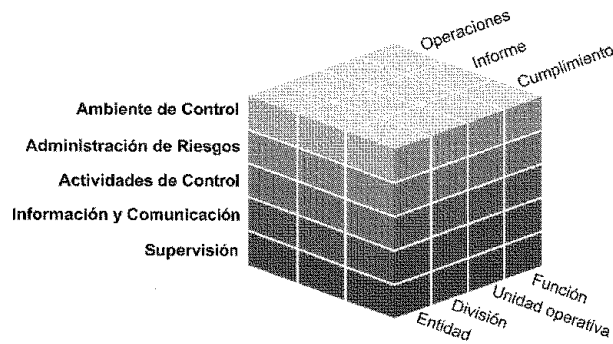 Operaciones
Informe
Cumplimiento
Ambiente de Control
Administración de Riesgos
Actividades de Control
Información y Comunicación
Supervisión
Función
Unidad operativa
División
Entidad